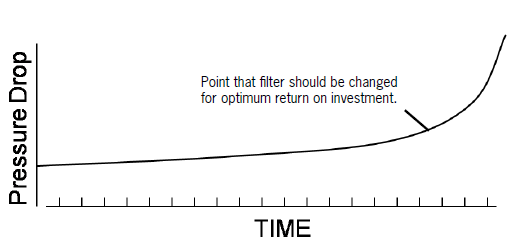 Pressure Drop
Point that filter should be changed
for optimum return on investment.
TIME